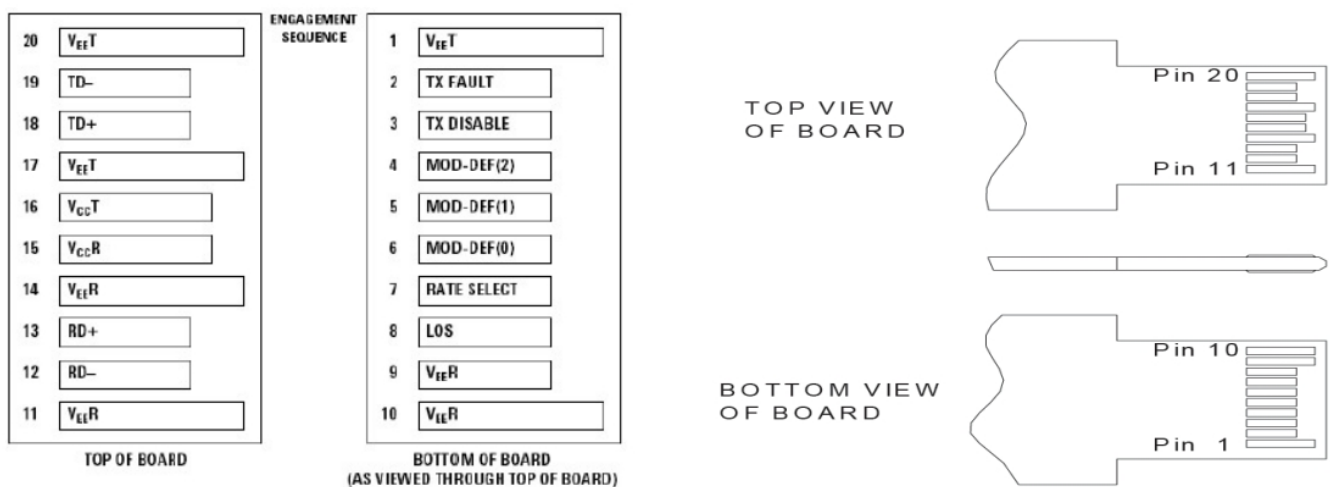 ENGAGEMENT
SEQUENCE
20 VEET
19 TD–
18 TD+
17 VEET
16 VCCT
15 VCCR
14 VEER
13 RD+
12 RD–
11 VEER
TOP OF BOARD
1 VEET
2 TX FAULT
3 TX DISABLE
4 MOD-DEF(2)
5 MOD-DEF(1)
6 MOD-DEF(0)
7 RATE SELECT
8 LOS
9 VEER
10 VEER
BOTTOM OF BOARD
(AS VIEWED THROUGH TOP OF BOARD)
TOP VIEW
OF BOARD
Pin 20
Pin 11
BOTTOM VIEW
OF BOARD
Pin 10
Pin 1